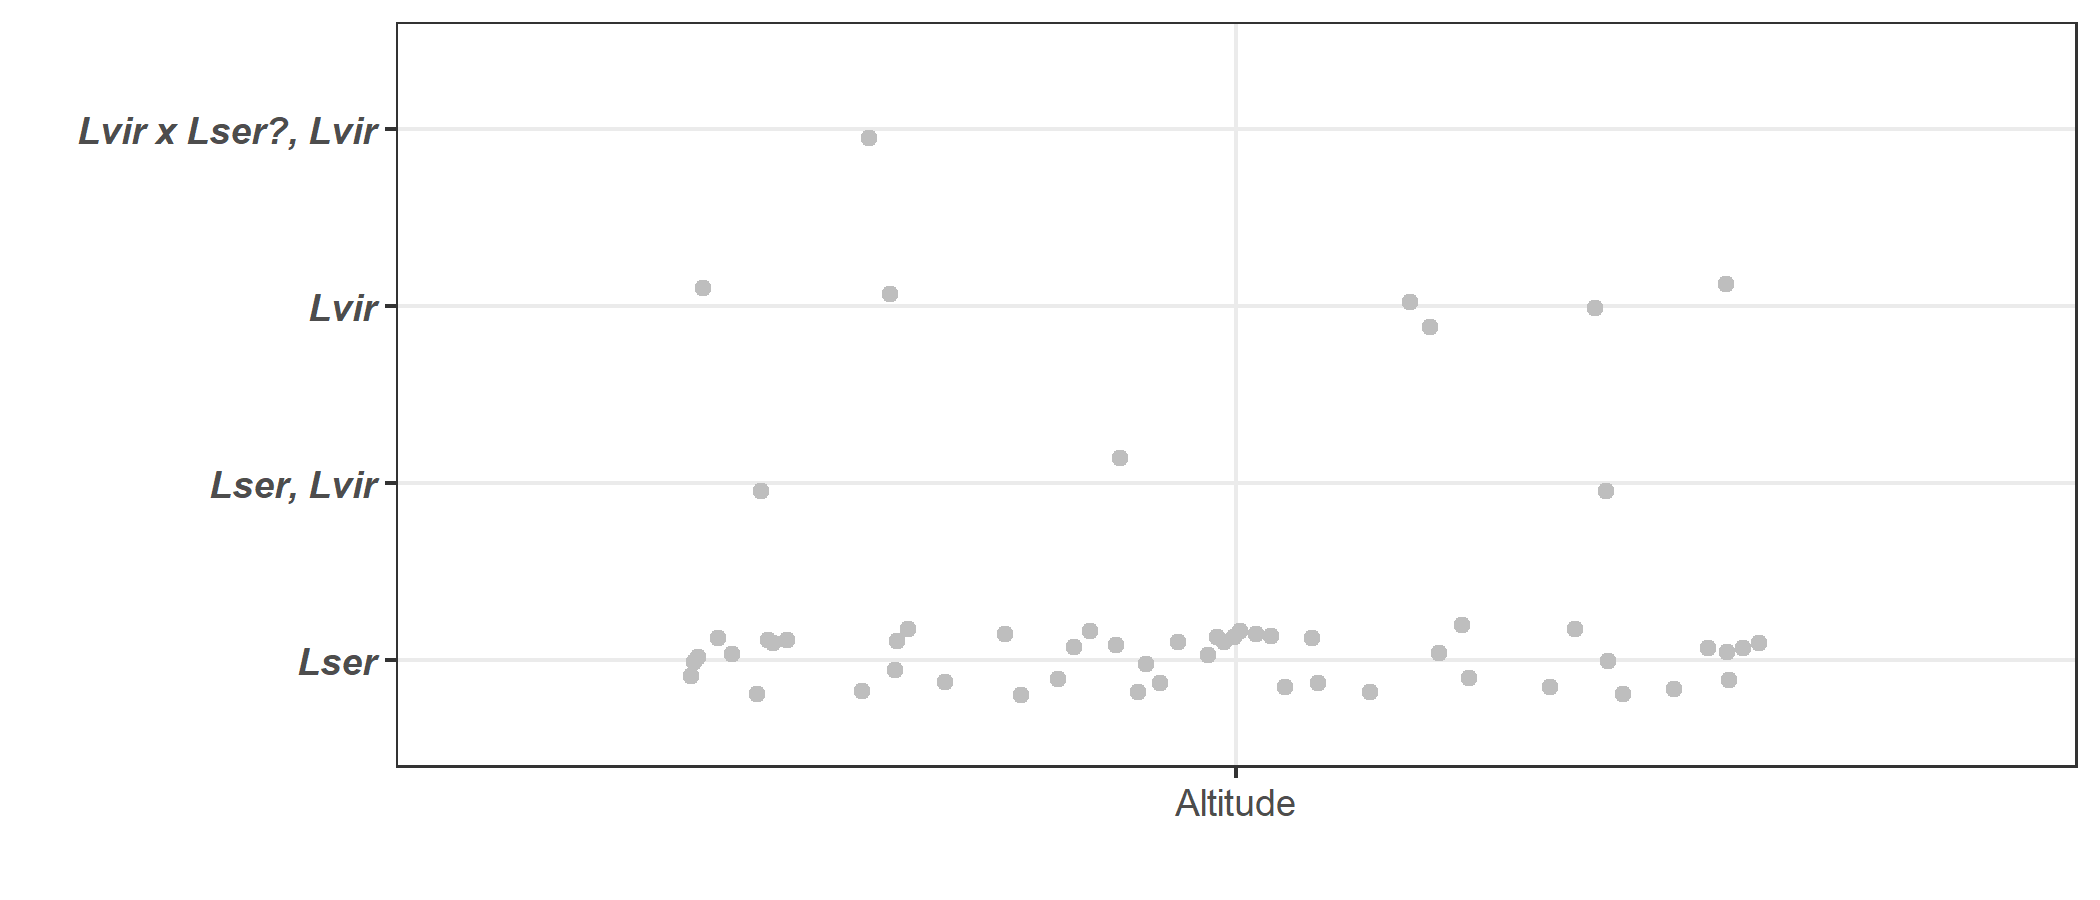 Lvir x Lser?, Lvir
Lvir
Lser, Lvir
Lser
Altitude